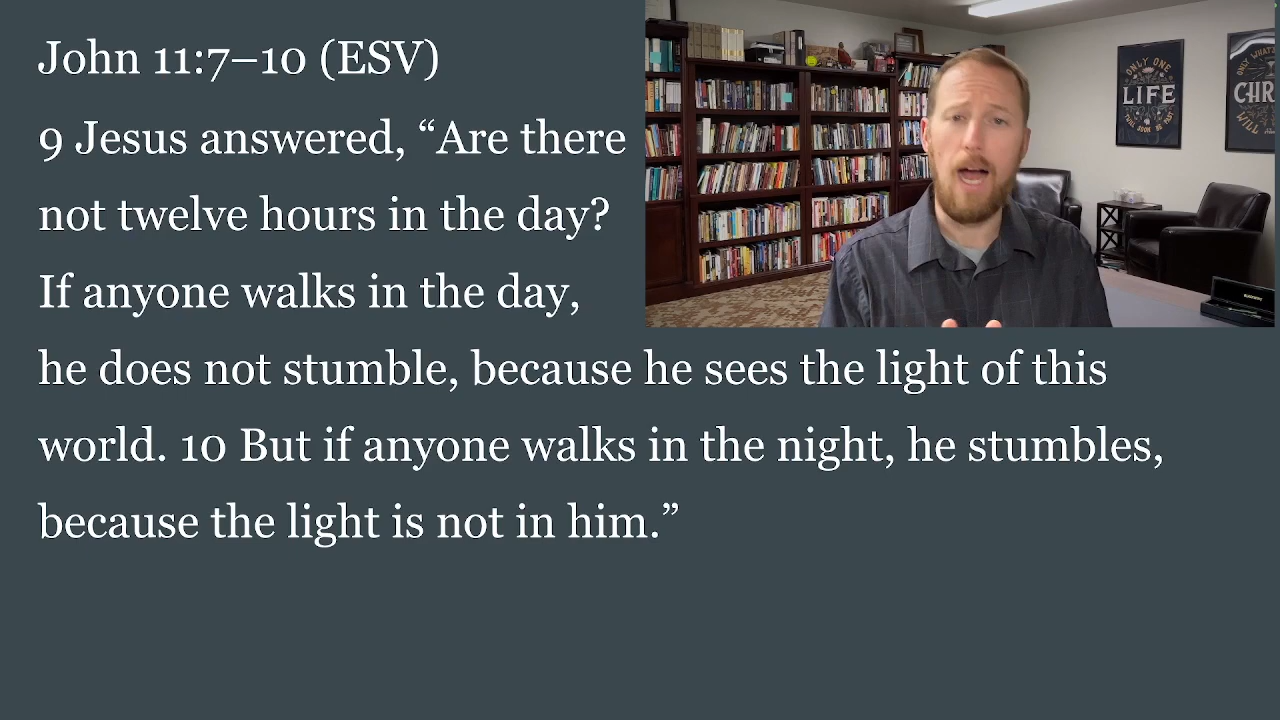 John 11:7–10 (ESV)
9 Jesus answered, “Are there
not twelve hours in the day?
If anyone walks in the day,
he does not stumble, because he sees the light of this
world. 10 But if anyone walks in the night, he stumbles,
because the light is not in him.”
ONLY ONE
LIFE
CHR
WILL